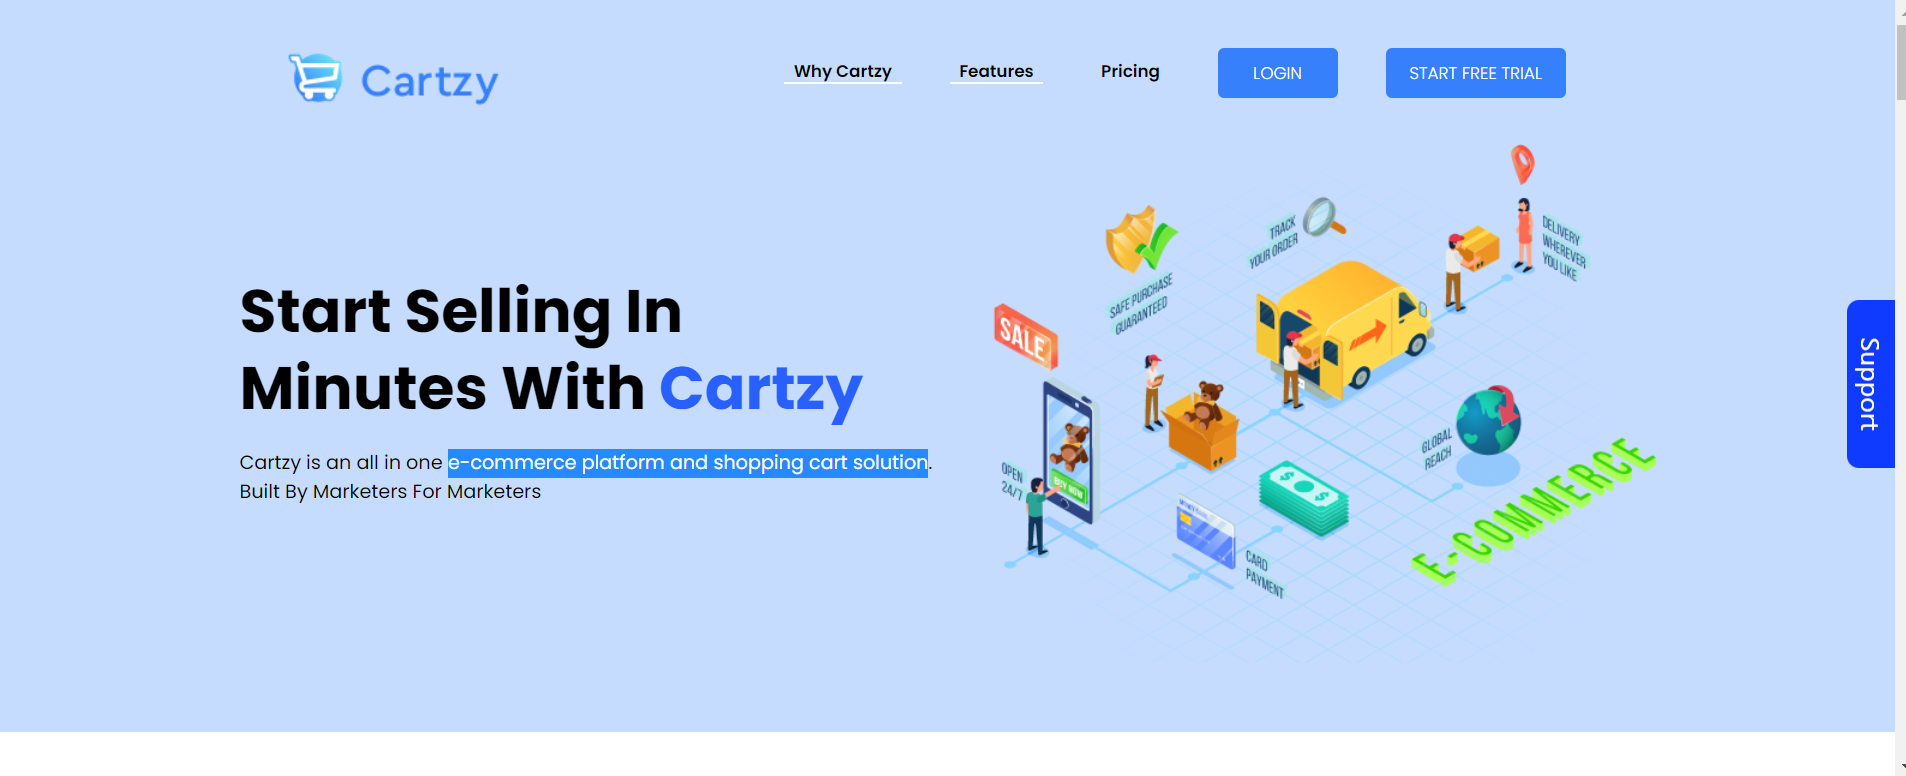 Cartzy
Why Cartzy
Features
Pricing
LOGIN
START FREE TRIAL
Start Selling In
Minutes With Cartzy
Cartzy is an all in one e-commerce platform and shopping cart solution.
Built By Marketers For Marketers
TRACK
YOUR ORDER
DELIVERY
WHEREVER
YOU LIKE
SAFE PURCHASE
GUARANTEED
SALE
OPEN
24/7
BUY NOW
GLOBAL
REACH
CARD
PAYMENT
E-COMMERCE
Support